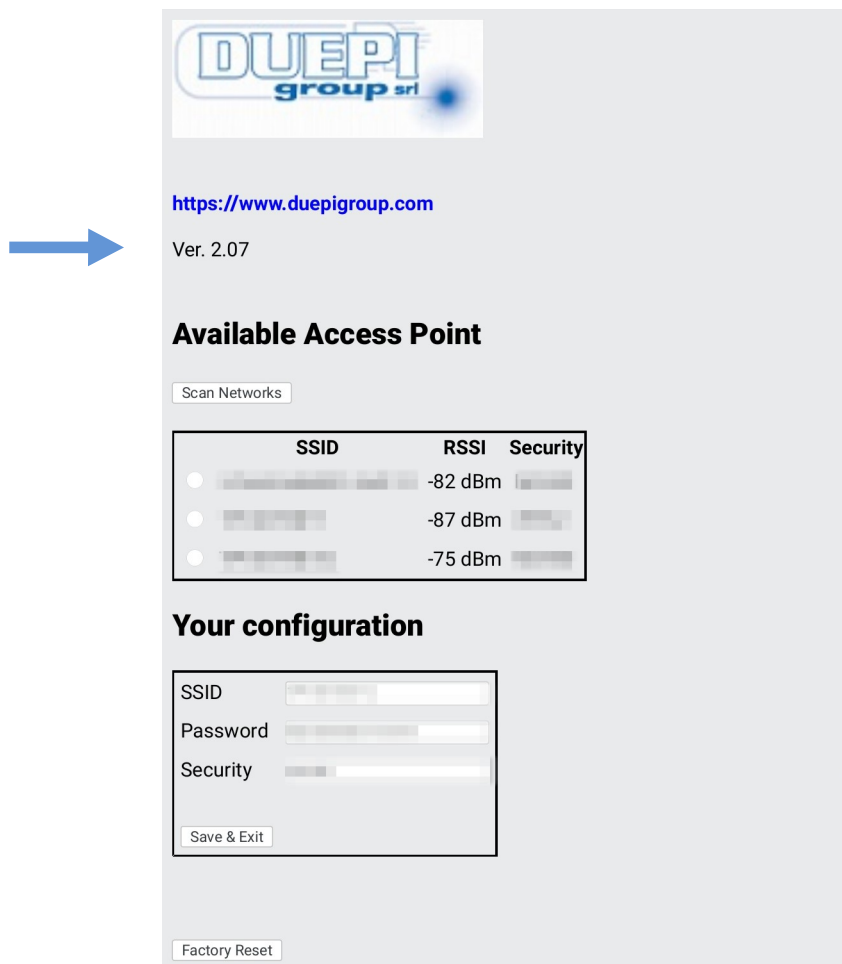 DUEPI
group srl
https://www.duepigroup.com
Ver. 2.07
Available Access Point
Scan Networks
SSID RSSI Security
-82 dBm
-87 dBm
-75 dBm
Your configuration
SSID
Password
Security
Save & Exit
Factory Reset